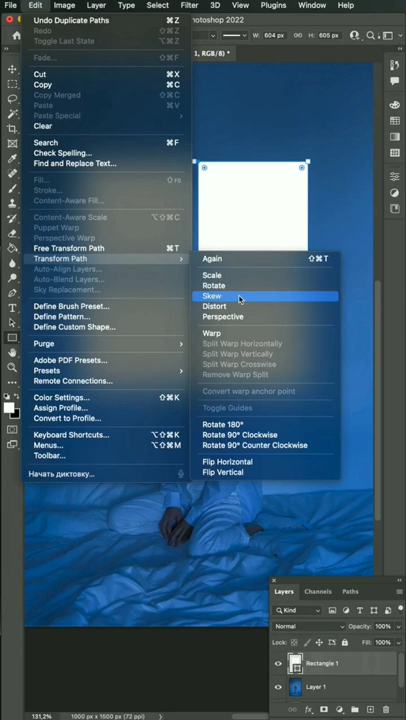 File Edit Image Layer Type Select Filter 3D View Plugins Window Help
Photoshop 2022
W: 604 px H: 605 px
1, RGB/8) *
Undo Duplicate Paths ⌘Z
Redo
Toggle Last State
Fade... ⇧⌘F
Cut ⌘X
Copy ⌘C
Copy Merged
Paste
Paste Special
Clear
Search ⌘F
Check Spelling...
Find and Replace Text...
Fill...
Stroke...
Content-Aware Fill...
Content-Aware Scale ⌥⇧⌘C
Puppet Warp
Perspective Warp
Free Transform Path ⌘T
Transform Path
Auto-Align Layers...
Auto-Blend Layers...
Sky Replacement...
Define Brush Preset...
Define Pattern...
Define Custom Shape...
Purge
Adobe PDF Presets...
Presets
Remote Connections...
Color Settings... ⇧⌘K
Assign Profile...
Convert to Profile...
Keyboard Shortcuts... ⌥⇧⌘K
Menus... ⌥⇧⌘M
Toolbar...
Начать диктовку...
Again ⇧⌘T
Scale
Rotate
Skew
Distort
Perspective
Warp
Split Warp Horizontally
Split Warp Vertically
Split Warp Crosswise
Remove Warp Split
Convert warp anchor point
Toggle Guides
Rotate 180°
Rotate 90° Clockwise
Rotate 90° Counter Clockwise
Flip Horizontal
Flip Vertical
Layers Channels Paths
Kind
Normal Opacity: 100%
Lock: Fill: 100%
Rectangle 1
Layer 1
fx
131,2% 1000 px x 1500 px (72 ppi)